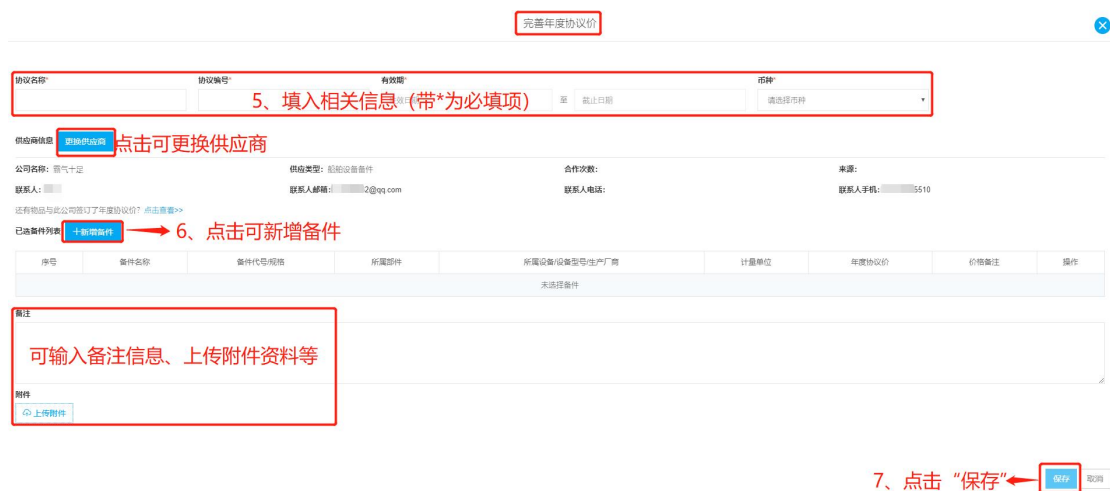 完善年度协议价
协议名称* 协议编号* 有效期* 币种*
5、填入相关信息（带*为必填项） 至 截止日期 请选择币种
供应商信息 更换供应商 点击可更换供应商
公司名称：霸气十足 供应类型：船舶设备备件 合作次数： 来源：
联系人： 联系人邮箱： 2@qq.com 联系人电话： 联系人手机： 5510
还有物品与此公司签订了年度协议价？点击查看>>
已选备件列表 +新增备件 6、点击可新增备件
序号 备件名称 备件代号/规格 所属部件 所属设备/设备型号/生产厂商 计量单位 年度协议价 价格备注 操作
未选择备件
备注
可输入备注信息、上传附件资料等
附件
上传附件
7、点击“保存” 保存 取消